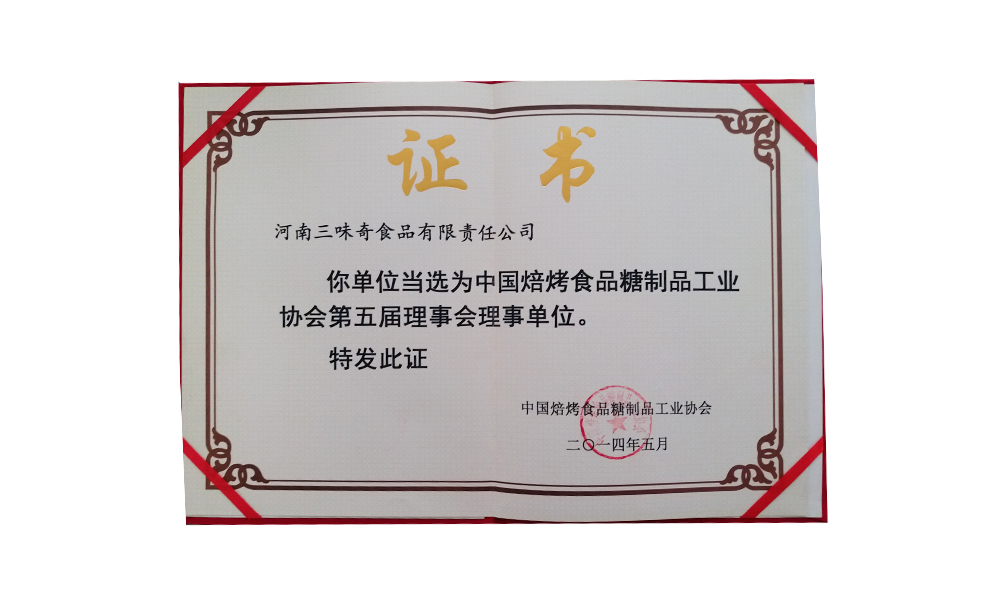 证书
河南三味奇食品有限责任公司
你单位当选为中国焙烤食品糖制品工业
协会第五届理事会理事单位。
特发此证
中国焙烤食品糖制品工业协会
二〇一四年五月